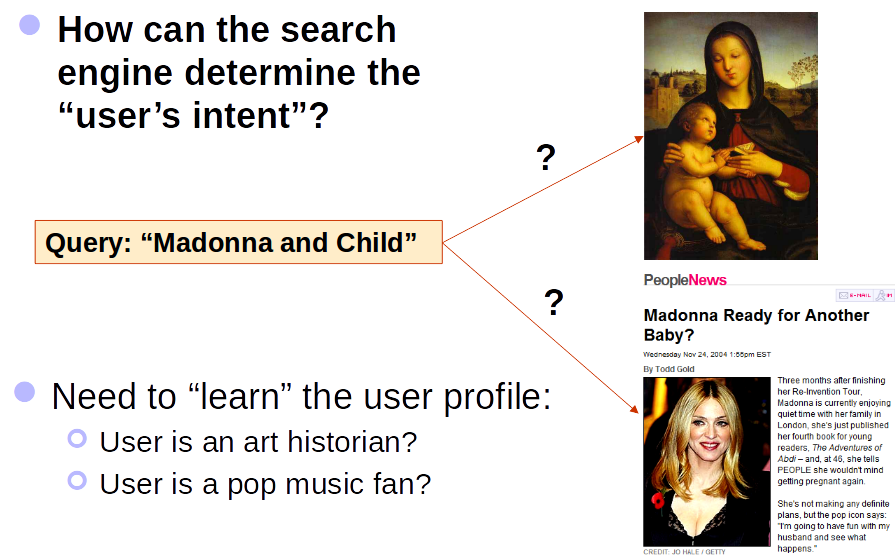 How can the search
engine determine the
“user’s intent”?
?
Query: “Madonna and Child”
?
Need to “learn” the user profile:
User is an art historian?
User is a pop music fan?
PeopleNews
E-MAIL
Madonna Ready for Another
Baby?
Wednesday Nov 24, 2004 1:55pm EST
By Todd Gold
Three months after finishing
her Re-Invention Tour,
Madonna is currently enjoying
quiet time with her family in
London, she's just published
her fourth book for young
readers, The Adventures of
Abdi – and, at 46, she tells
PEOPLE she wouldn't mind
getting pregnant again.
She's not making any definite
plans, but the pop icon says:
"I'm going to have fun with my
husband and see what
happens."
CREDIT: JO HALE / GETTY